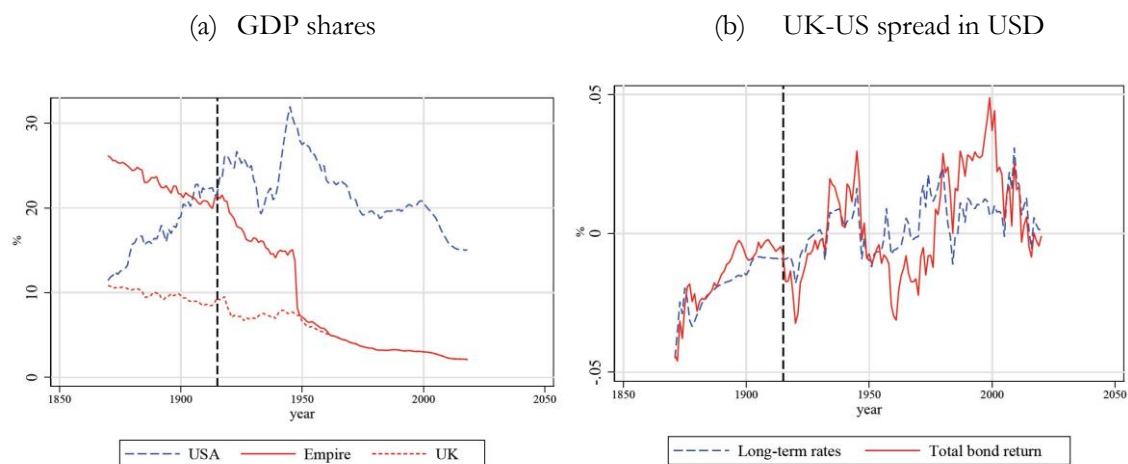 (a) GDP shares
(b) UK-US spread in USD
%
30
20
10
0
1850
1900
1950
2000
2050
year
USA
Empire
UK
%
.05
0
-.05
1850
1900
1950
2000
2050
year
Long-term rates
Total bond return